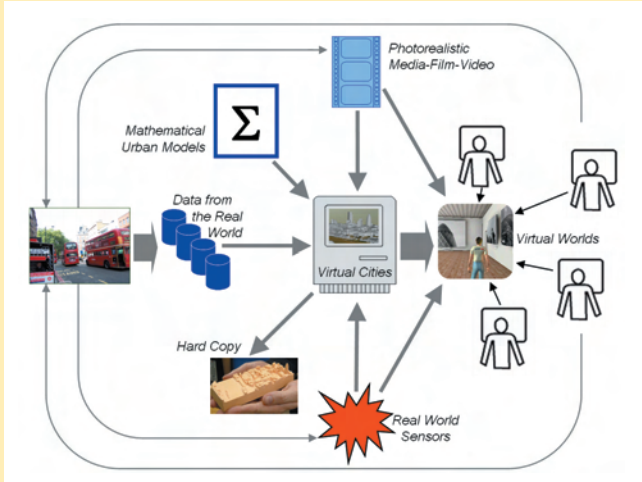 Photorealistic
Media-Film-Video
Σ
Mathematical
Urban Models
Data from
the Real
World
Virtual Cities
Virtual Worlds
Hard Copy
Real World
Sensors